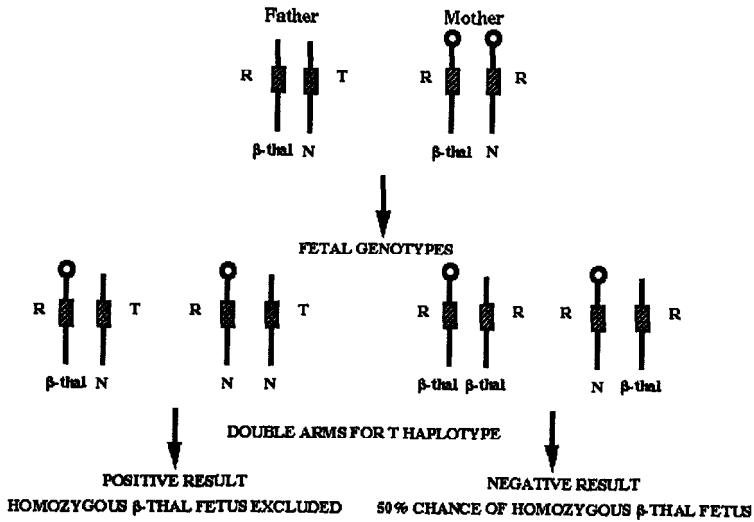 Father Mother
R T R R
β-thal N β-thal N
FETAL GENOTYPES
R T R T R R R R
β-thal N N N β-thal β-thal N β-thal
DOUBLE ARMS FOR T HAPLOTYPE
POSITIVE RESULT NEGATIVE RESULT
HOMOZYGOUS β-THAL FETUS EXCLUDED 50% CHANCE OF HOMOZYGOUS β-THAL FETUS